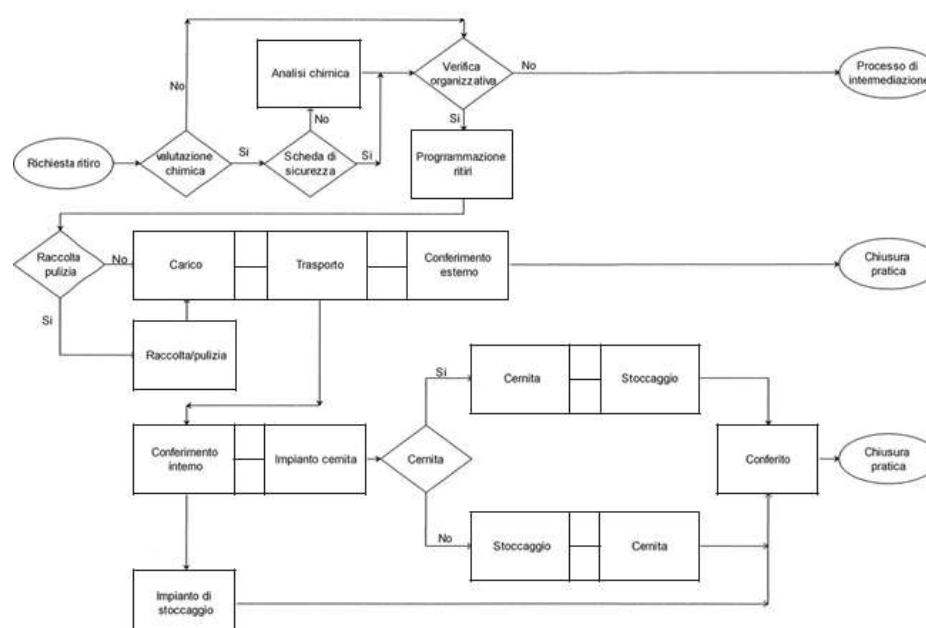 Verifica
organizzativa
No
Processo di
intermediazione
Analisi chimica
No
Si
No
Richiesta ritiro
valutazione
chimica
Si
Scheda di
sicurezza
Si
Progrrammazione
ritiri
Raccolta
pulizia
No
Carico
Trasporto
Conferimento
esterno
Chiusura
pratica
Si
Raccolta/pulizia
Si
Cernita
Stoccaggio
Conferimento
interno
Impianto cernita
Cernita
Conferito
Chiusura
pratica
No
Stoccaggio
Cernita
Impianto di
stoccaggio